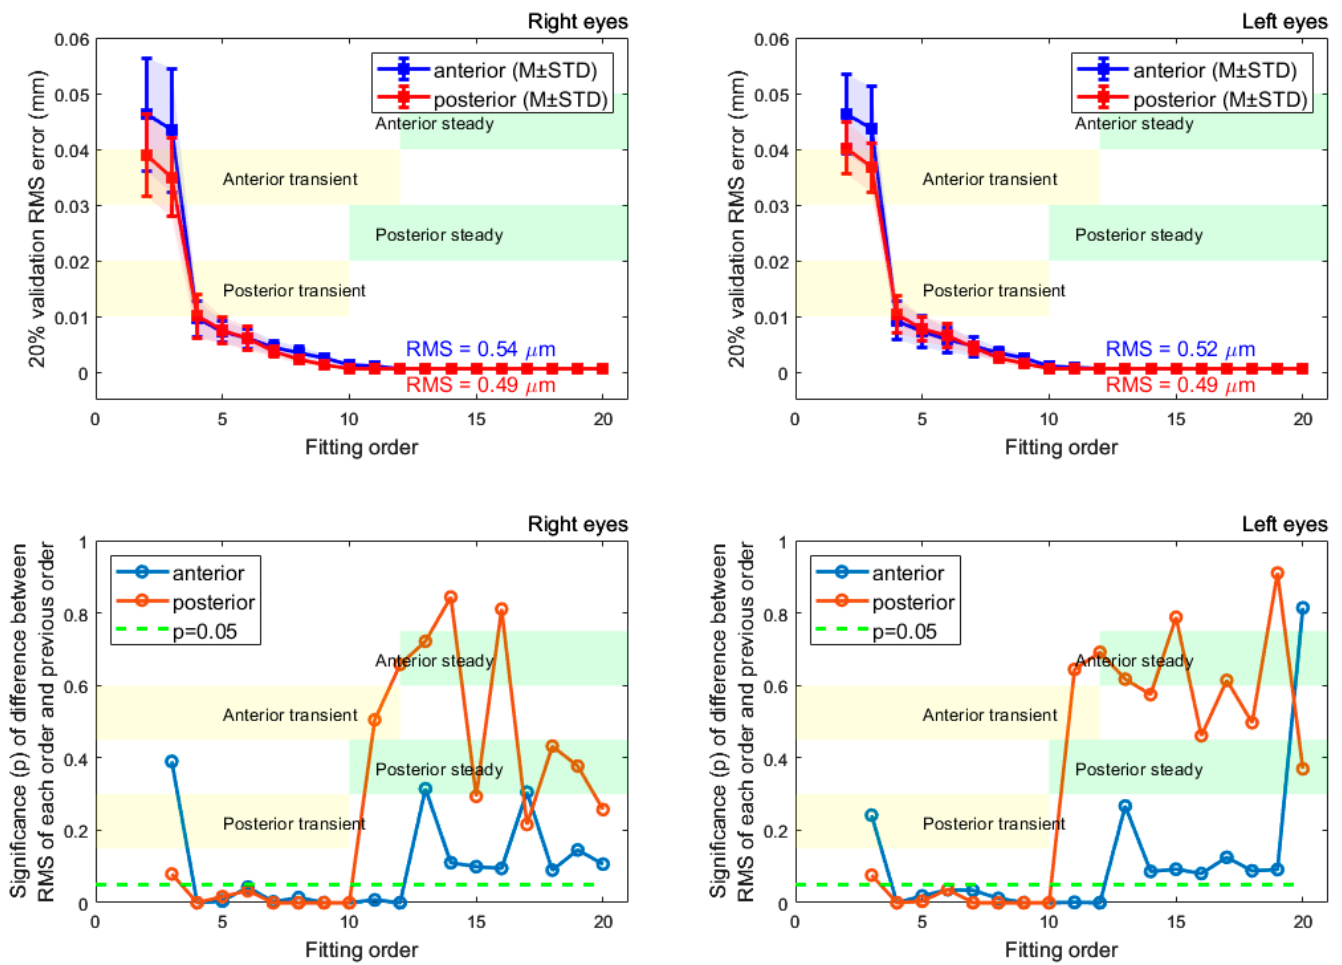 Right eyes
0.06
0.05
0.04
0.03
0.02
0.01
0
20% validation RMS error (mm)
anterior (M±STD)
posterior (M±STD)
Anterior steady
Anterior transient
Posterior steady
Posterior transient
RMS = 0.54 μm
RMS = 0.49 μm
0 5 10 15 20
Fitting order
Left eyes
0.06
0.05
0.04
0.03
0.02
0.01
0
20% validation RMS error (mm)
anterior (M±STD)
posterior (M±STD)
Anterior steady
Anterior transient
Posterior steady
Posterior transient
RMS = 0.52 μm
RMS = 0.49 μm
0 5 10 15 20
Fitting order
Right eyes
1
0.8
0.6
0.4
0.2
0
Significance (p) of difference between
RMS of each order and previous order
anterior
posterior
p=0.05
Anterior steady
Anterior transient
Posterior steady
Posterior transient
0 5 10 15 20
Fitting order
Left eyes
1
0.8
0.6
0.4
0.2
0
Significance (p) of difference between
RMS of each order and previous order
anterior
posterior
p=0.05
Anterior steady
Anterior transient
Posterior steady
Posterior transient
0 5 10 15 20
Fitting order